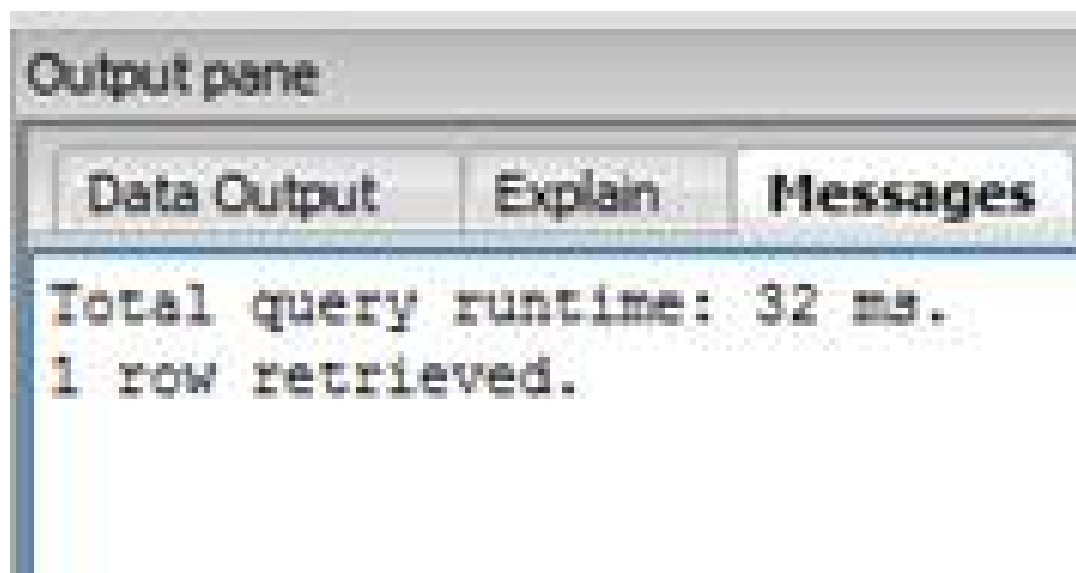 Output pane
Data Output Explain Messages
Total query runtime: 32 ms.
1 row retrieved.